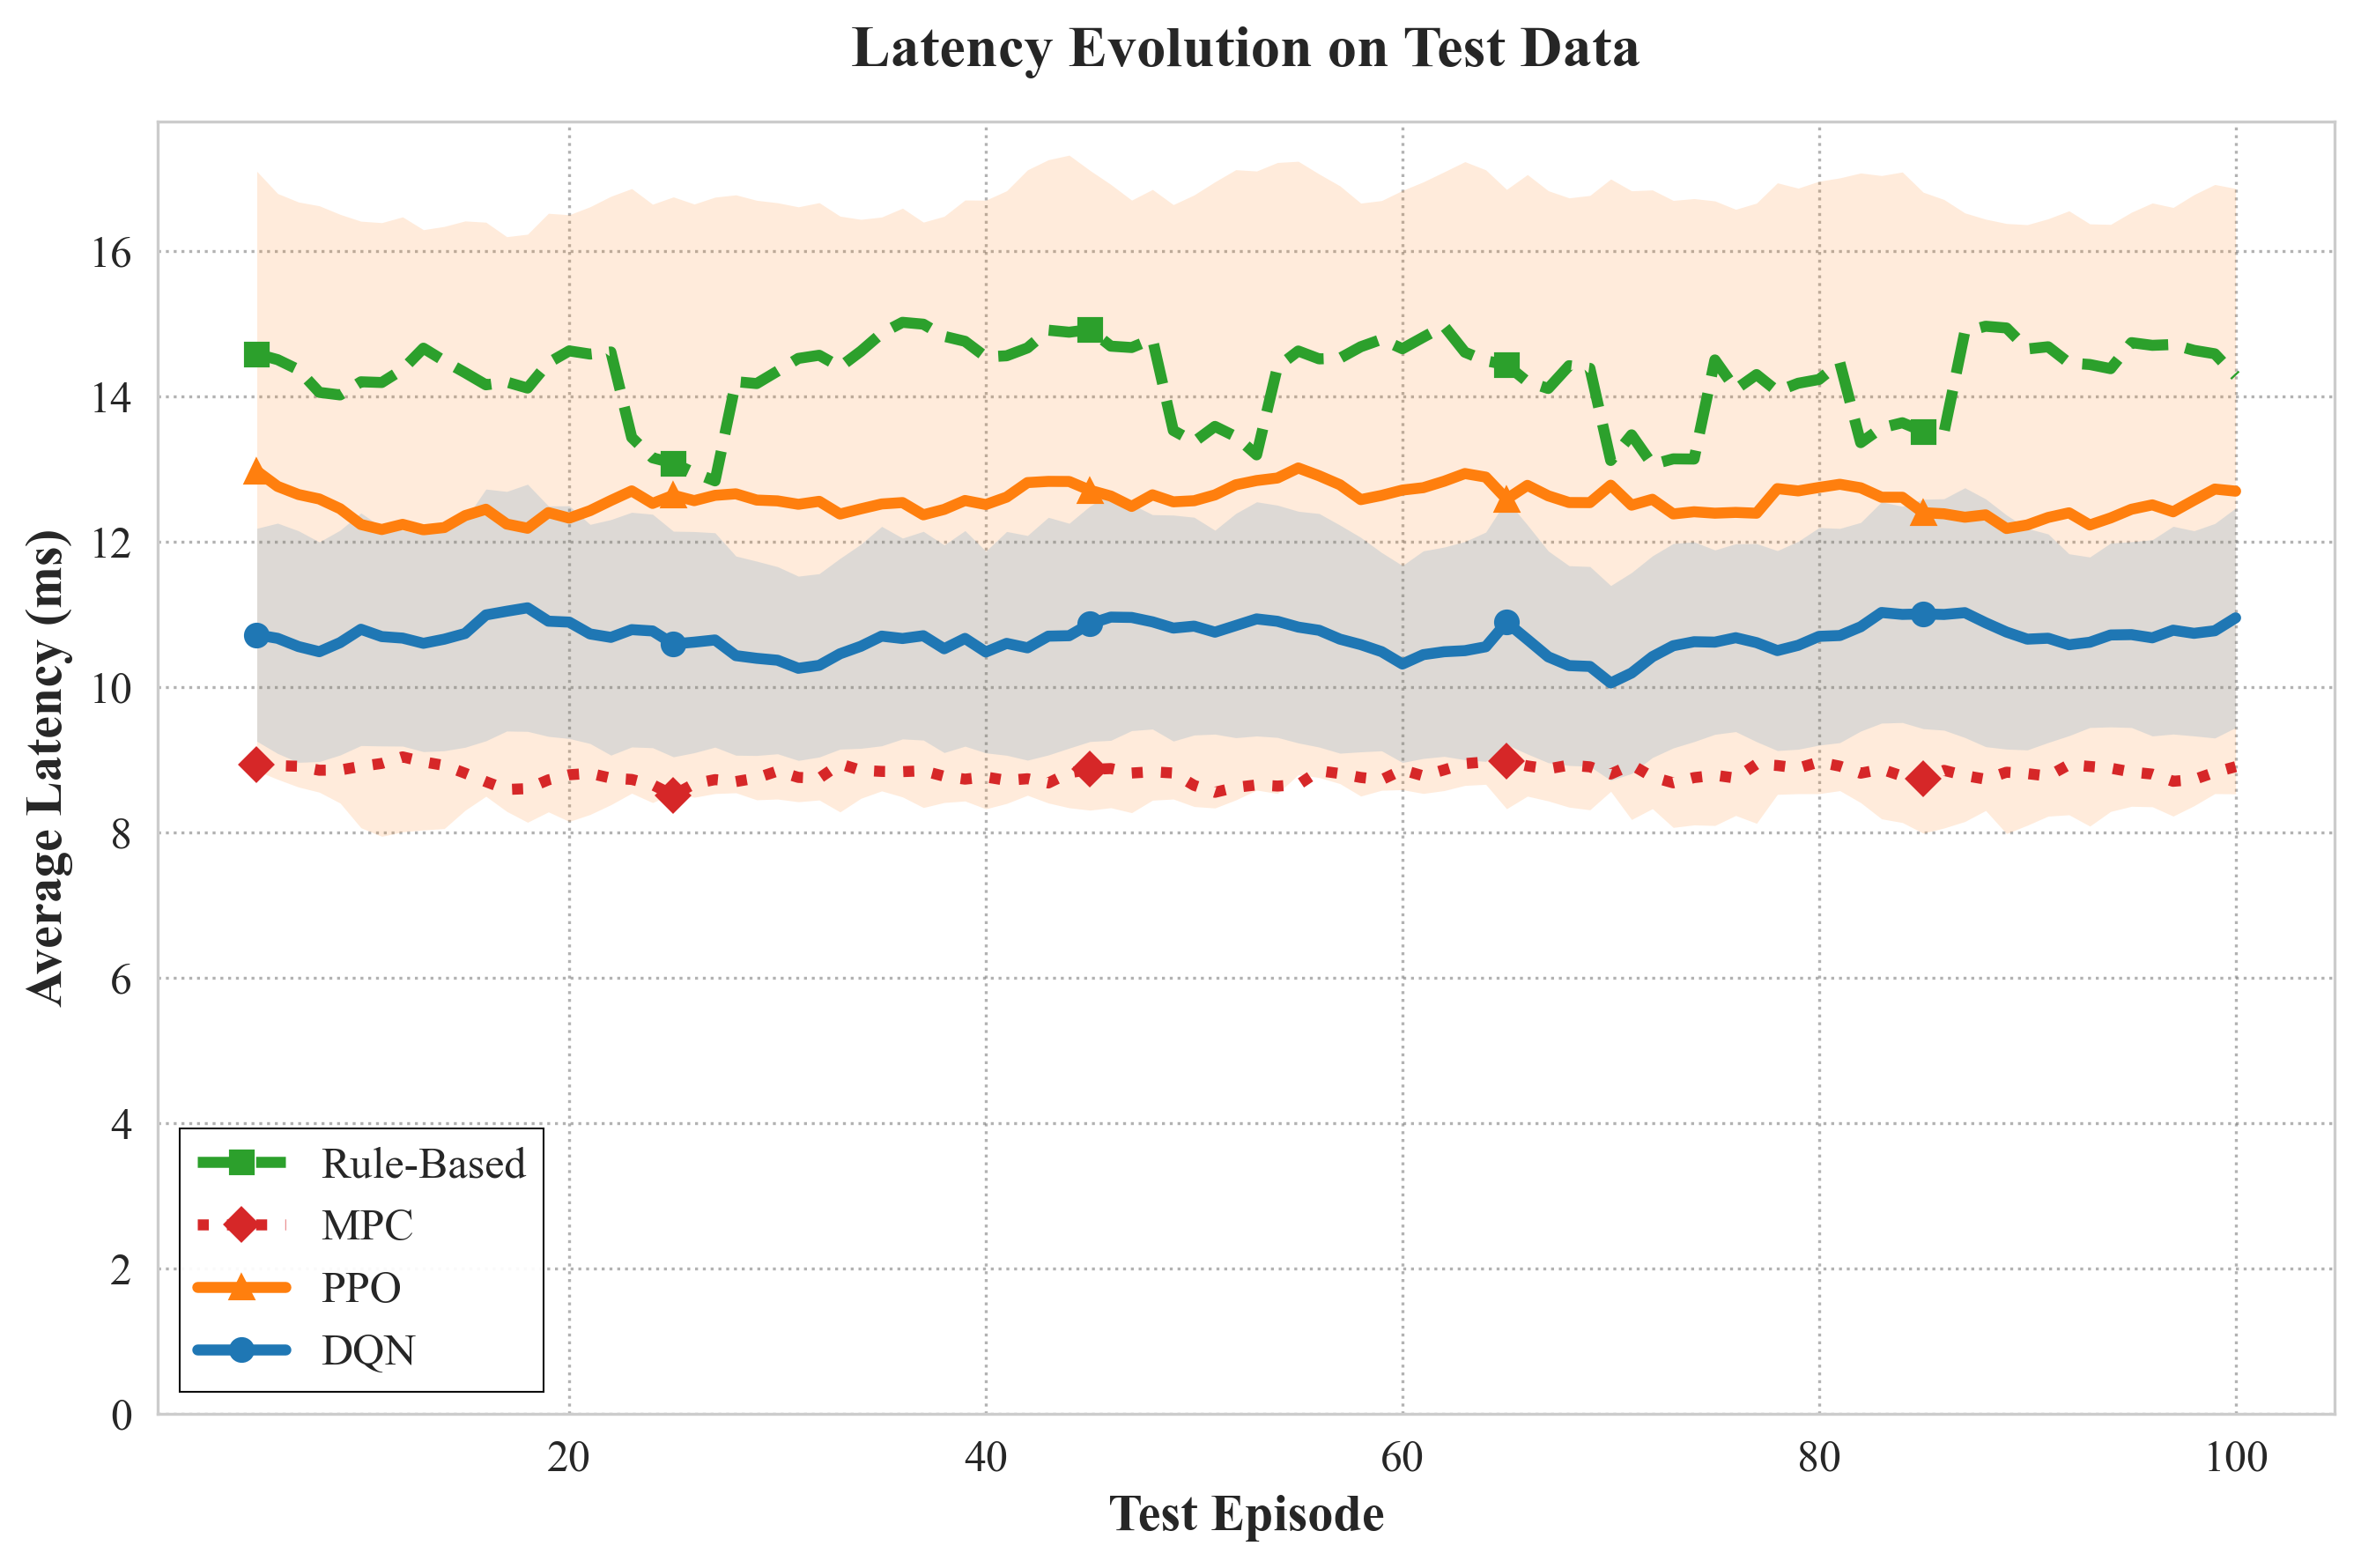 Latency Evolution on Test Data
Average Latency (ms)
16
14
12
10
8
6
4
2
0
Rule-Based
MPC
PPO
DQN
20
40
60
80
100
Test Episode